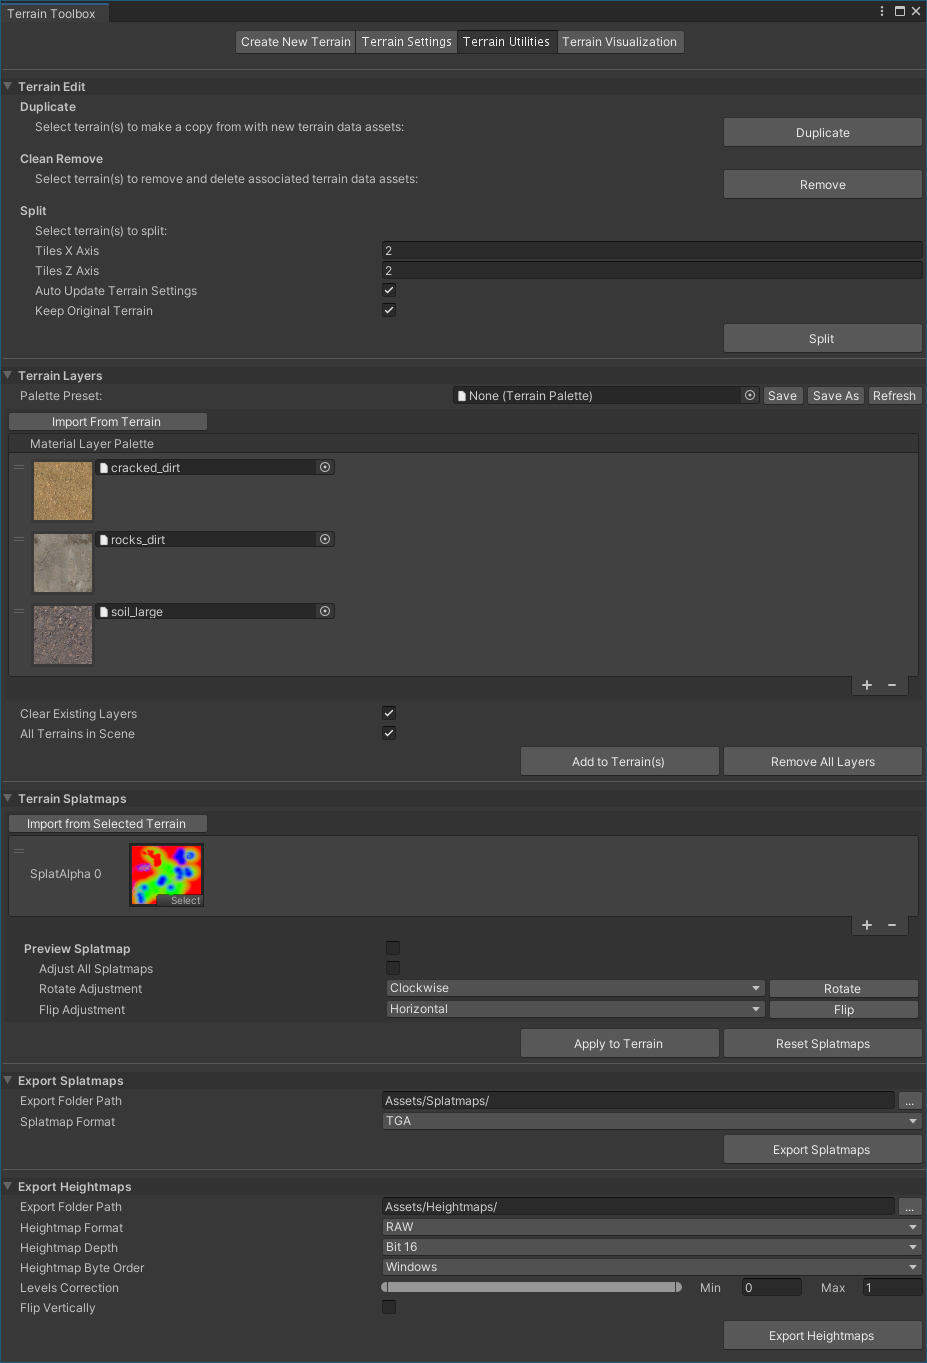 Terrain Toolbox
Create New Terrain Terrain Settings Terrain Utilities Terrain Visualization
Terrain Edit
Duplicate
Select terrain(s) to make a copy from with new terrain data assets:
Duplicate
Clean Remove
Select terrain(s) to remove and delete associated terrain data assets:
Remove
Split
Select terrain(s) to split:
Tiles X Axis 2
Tiles Z Axis 2
Auto Update Terrain Settings
Keep Original Terrain
Split
Terrain Layers
Palette Preset: None (Terrain Palette) Save Save As Refresh
Import From Terrain
Material Layer Palette
cracked_dirt
rocks_dirt
soil_large
+ −
Clear Existing Layers
All Terrains in Scene
Add to Terrain(s) Remove All Layers
Terrain Splatmaps
Import from Selected Terrain
SplatAlpha 0
Select
+ −
Preview Splatmap
Adjust All Splatmaps
Rotate Adjustment Clockwise Rotate
Flip Adjustment Horizontal Flip
Apply to Terrain Reset Splatmaps
Export Splatmaps
Export Folder Path Assets/Splatmaps/ ...
Splatmap Format TGA
Export Splatmaps
Export Heightmaps
Export Folder Path Assets/Heightmaps/ ...
Heightmap Format RAW
Heightmap Depth Bit 16
Heightmap Byte Order Windows
Levels Correction Min 0 Max 1
Flip Vertically
Export Heightmaps